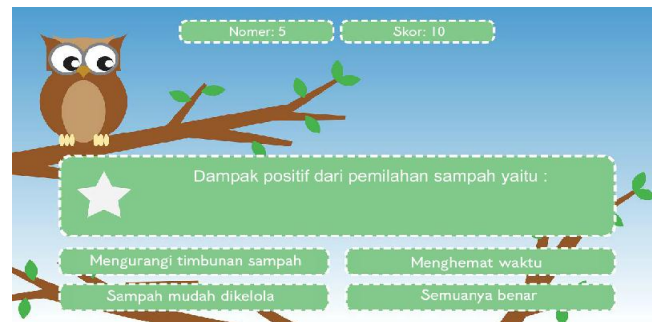 Nomer: 5
Skor: 10
Dampak positif dari pemilahan sampah yaitu :
Mengurangi timbunan sampah
Menghemat waktu
Sampah mudah dikelola
Semuanya benar